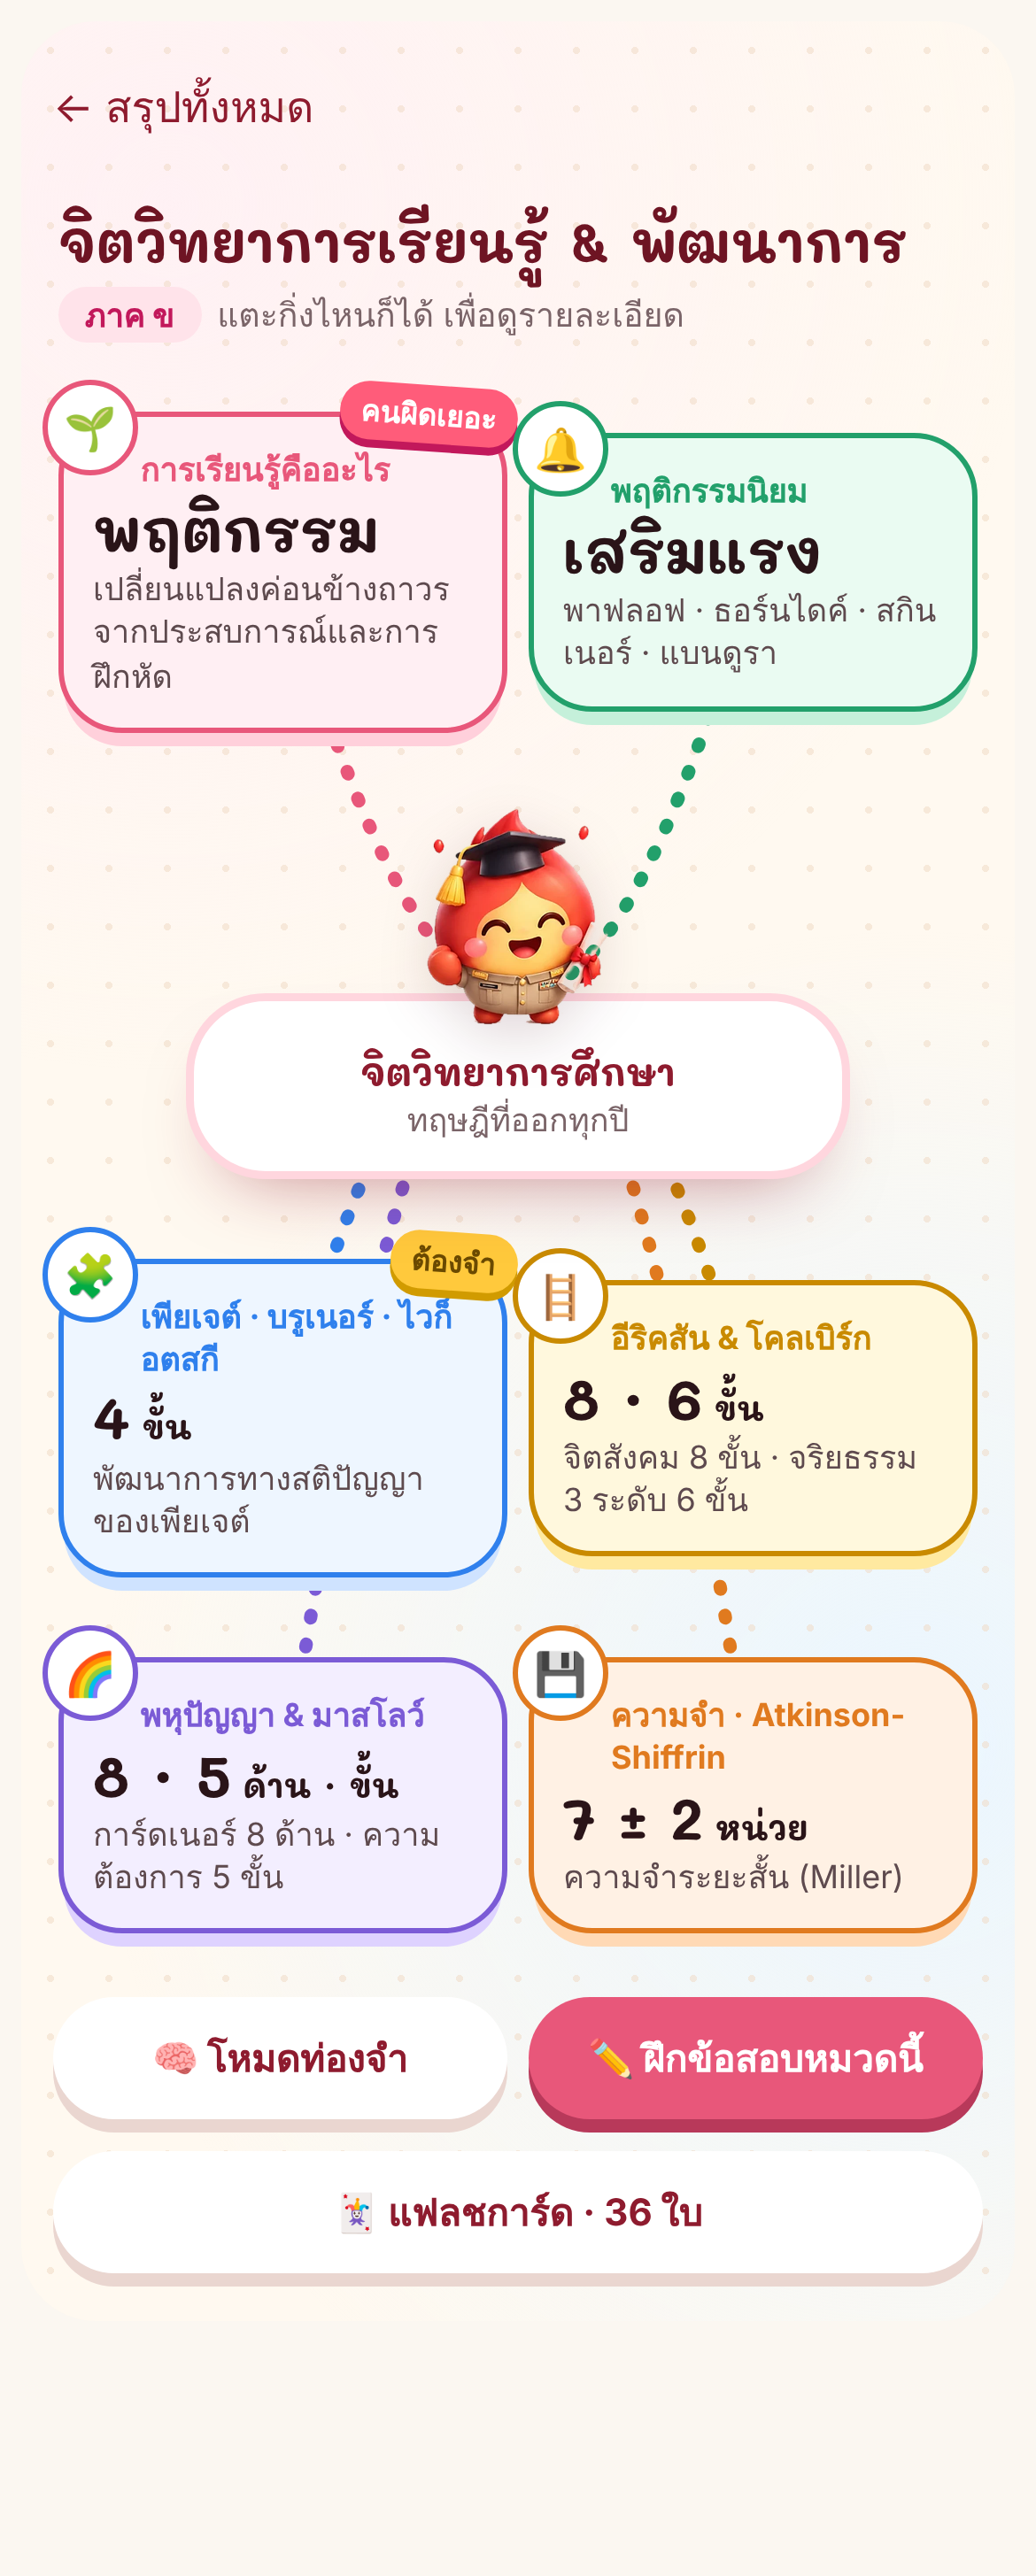 ← สรุปทั้งหมด
จิตวิทยาการเรียนรู้ & พัฒนาการ
ภาค ข แตะกิ่งไหนก็ได้ เพื่อดูรายละเอียด
คนผิดเยอะ
การเรียนรู้คืออะไร
พฤติกรรม
เปลี่ยนแปลงค่อนข้างถาวร
จากประสบการณ์และการ
ฝึกหัด
พฤติกรรมนิยม
เสริมแรง
พาฟลอฟ · ธอร์นไดค์ · สกิน
เนอร์ · แบนดูรา
จิตวิทยาการศึกษา
ทฤษฎีที่ออกทุกปี
ต้องจำ
เพียเจต์ · บรูเนอร์ · ไวก็
อตสกี
4 ขั้น
พัฒนาการทางสติปัญญา
ของเพียเจต์
อีริคสัน & โคลเบิร์ก
8 · 6 ขั้น
จิตสังคม 8 ขั้น · จริยธรรม
3 ระดับ 6 ขั้น
พหุปัญญา & มาสโลว์
8 · 5 ด้าน · ขั้น
การ์ดเนอร์ 8 ด้าน · ความ
ต้องการ 5 ขั้น
ความจำ · Atkinson-
Shiffrin
7 ± 2 หน่วย
ความจำระยะสั้น (Miller)
🧠 โหมดท่องจำ
✏️ ฝึกข้อสอบหมวดนี้
🃏 แฟลชการ์ด · 36 ใบ